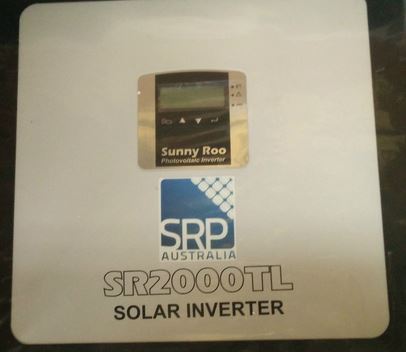 Sunny Roo
Photovoltaic Inverter
SRP
AUSTRALIA
SR2000TL
SOLAR INVERTER